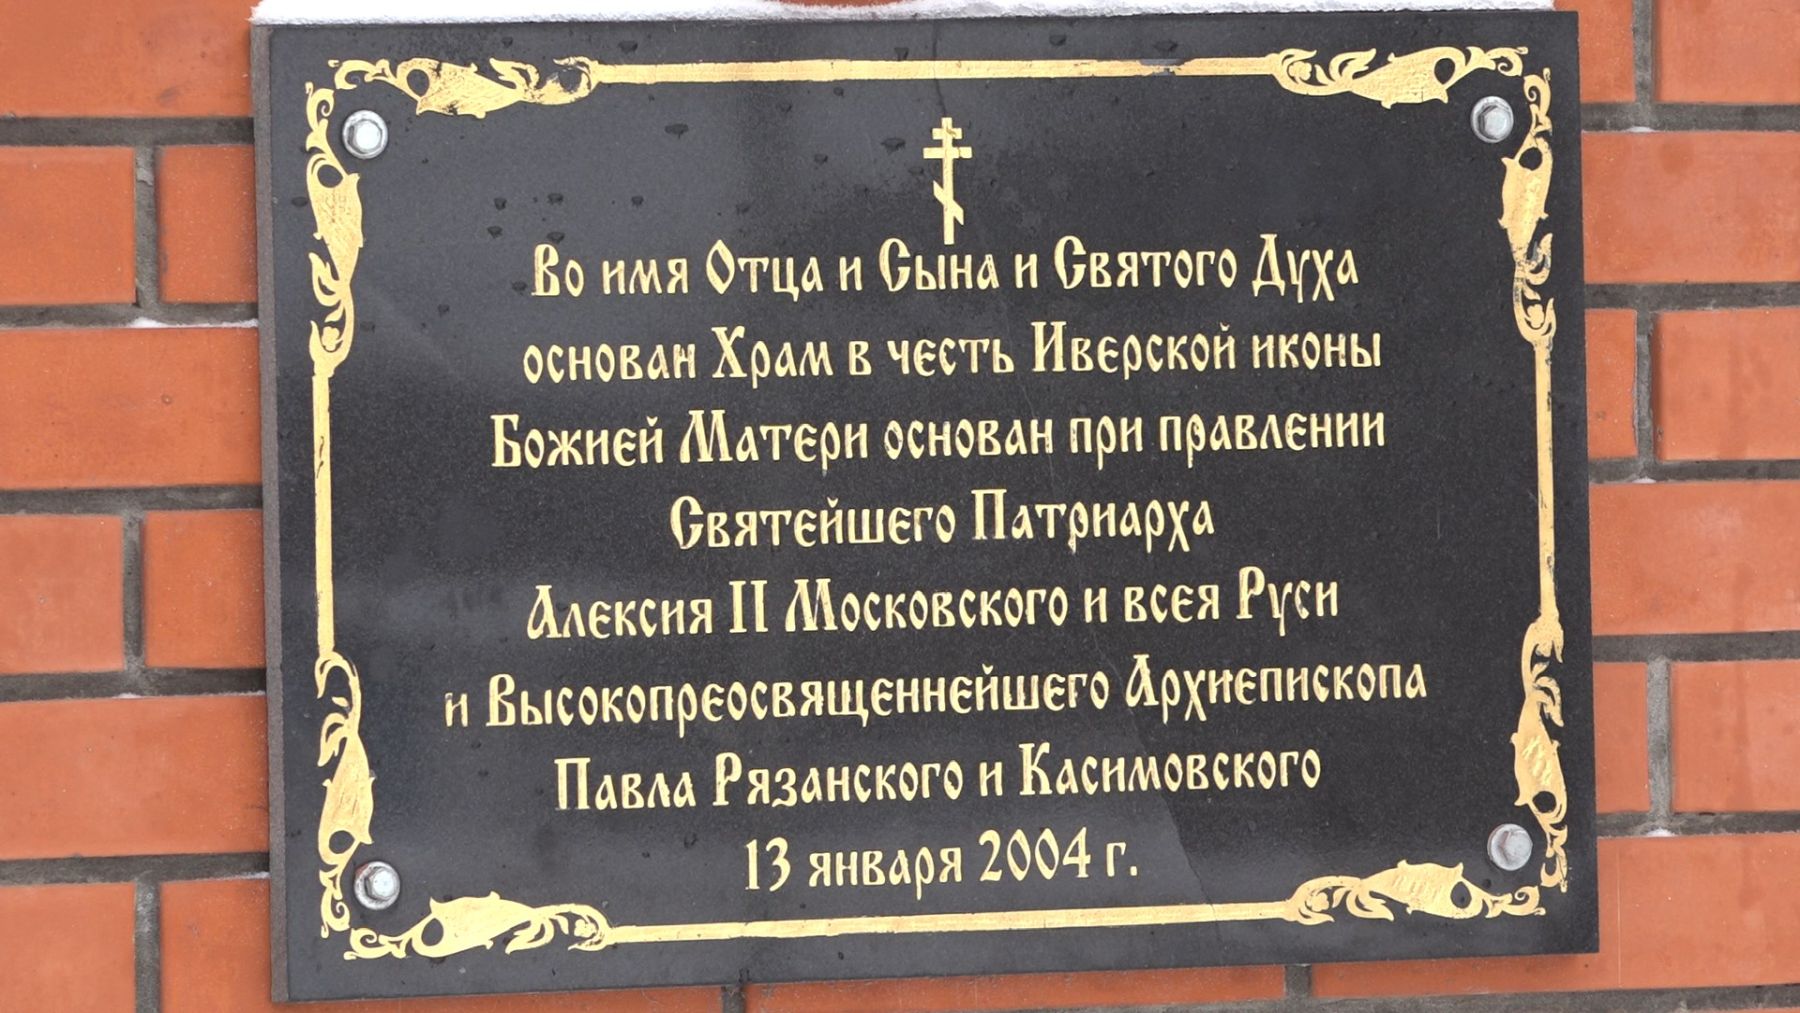 Во имя Отца и Сына и Святого Духа
основан Храм в честь Иверской иконы
Божией Матери основан при правлении
Святейшего Патриарха
Алексия II Московского и всея Руси
и Высокопреосвященнейшего Архиепископа
Павла Рязанского и Касимовского
13 января 2004 г.